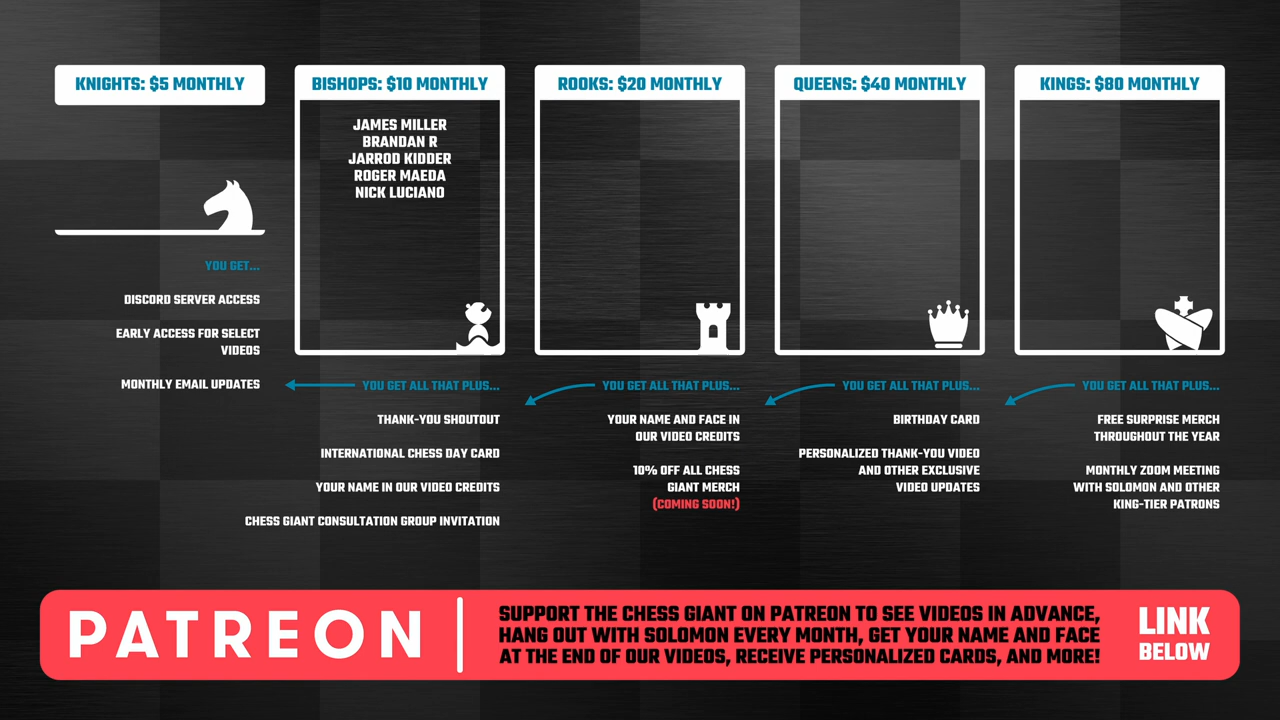 KNIGHTS: $5 MONTHLY
YOU GET...
DISCORD SERVER ACCESS
EARLY ACCESS FOR SELECT
VIDEOS
MONTHLY EMAIL UPDATES
BISHOPS: $10 MONTHLY
JAMES MILLER
BRANDAN R
JARROD KIDDER
ROGER MAEDA
NICK LUCIANO
YOU GET ALL THAT PLUS...
THANK-YOU SHOUTOUT
INTERNATIONAL CHESS DAY CARD
YOUR NAME IN OUR VIDEO CREDITS
CHESS GIANT CONSULTATION GROUP INVITATION
ROOKS: $20 MONTHLY
YOU GET ALL THAT PLUS...
YOUR NAME AND FACE IN
OUR VIDEO CREDITS
10% OFF ALL CHESS
GIANT MERCH
(COMING SOON!)
QUEENS: $40 MONTHLY
YOU GET ALL THAT PLUS...
BIRTHDAY CARD
PERSONALIZED THANK-YOU VIDEO
AND OTHER EXCLUSIVE
VIDEO UPDATES
KINGS: $80 MONTHLY
YOU GET ALL THAT PLUS...
FREE SURPRISE MERCH
THROUGHOUT THE YEAR
MONTHLY ZOOM MEETING
WITH SOLOMON AND OTHER
KING-TIER PATRONS
PATREON
SUPPORT THE CHESS GIANT ON PATREON TO SEE VIDEOS IN ADVANCE,
HANG OUT WITH SOLOMON EVERY MONTH, GET YOUR NAME AND FACE
AT THE END OF OUR VIDEOS, RECEIVE PERSONALIZED CARDS, AND MORE!
LINK
BELOW